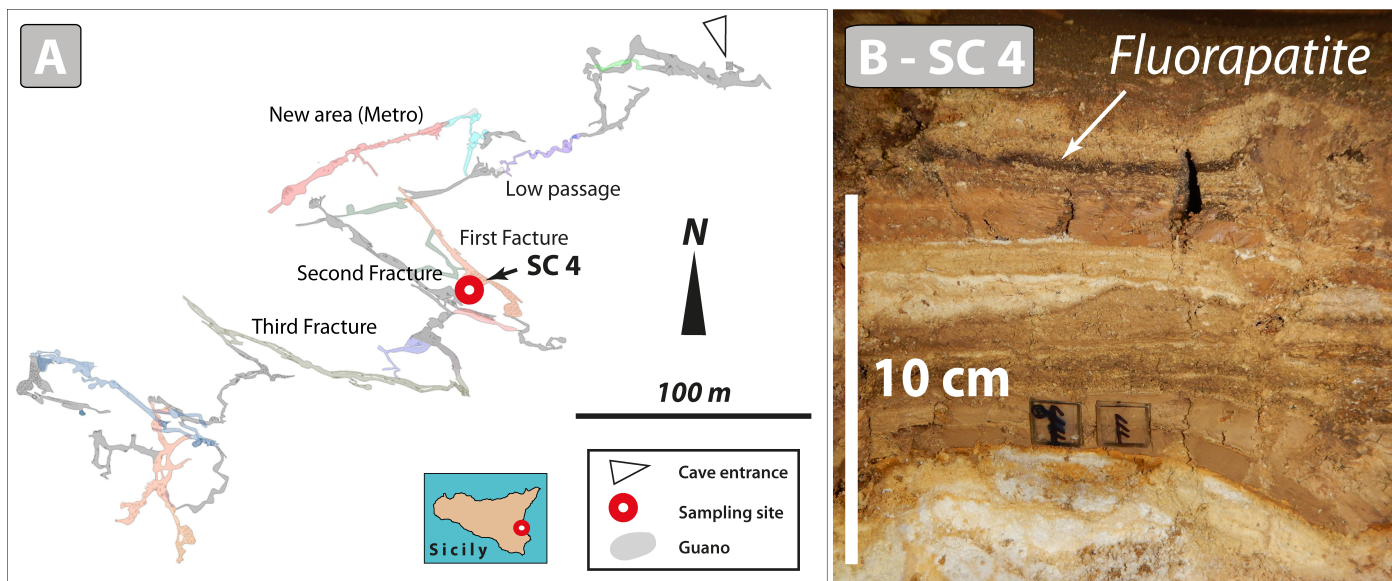 A
New area (Metro)
Low passage
First Facture
SC 4
Second Fracture
Third Fracture
N
100 m
Cave entrance
Sampling site
Guano
Sicily
B - SC 4
Fluorapatite
10 cm